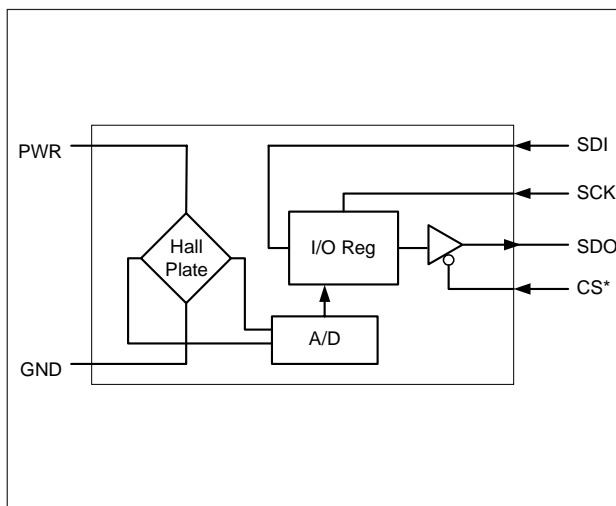 PWR
SDI
SCK
Hall
Plate
I/O Reg
SDO
CS*
A/D
GND